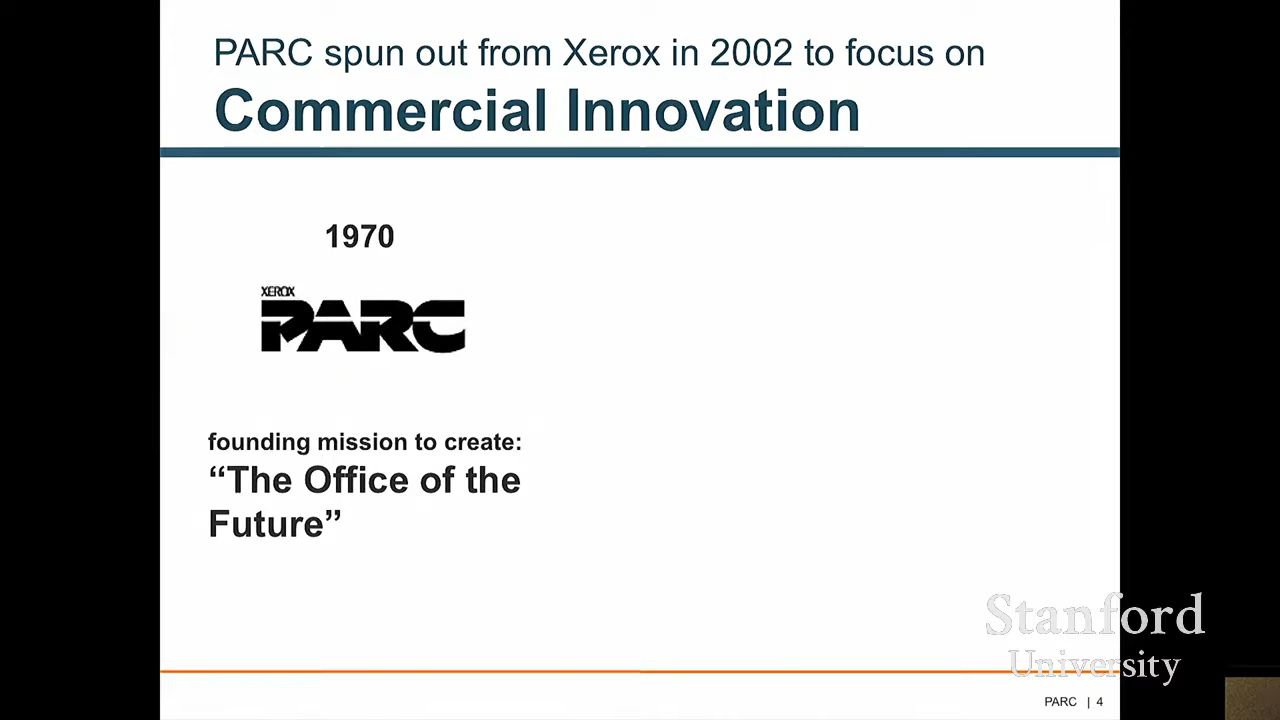 PARC spun out from Xerox in 2002 to focus on
Commercial Innovation
1970
XEROX
PARC
founding mission to create:
“The Office of the
Future”
Stanford
University
PARC | 4